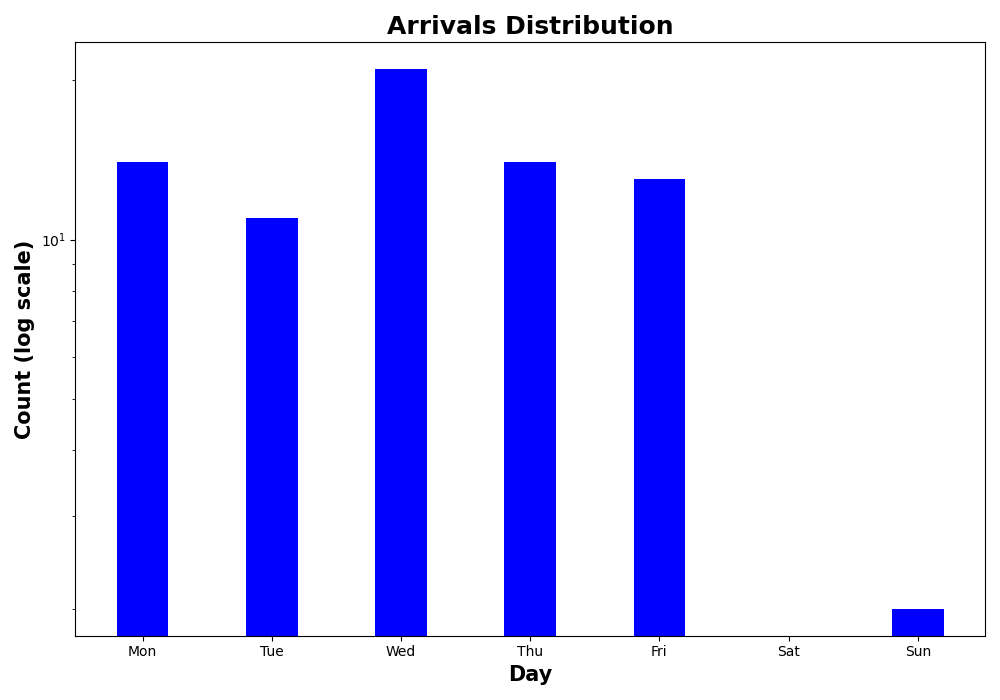 Arrivals Distribution
Count (log scale)
10¹
Mon Tue Wed Thu Fri Sat Sun
Day